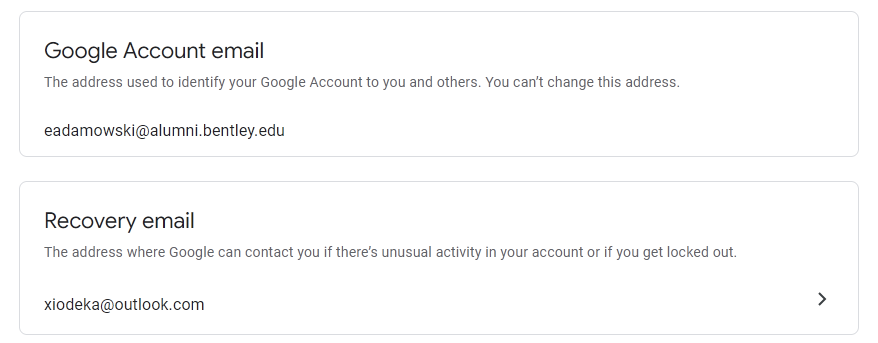 Google Account email
The address used to identify your Google Account to you and others. You can’t change this address.
eadamowski@alumni.bentley.edu
Recovery email
The address where Google can contact you if there’s unusual activity in your account or if you get locked out.
xiodeka@outlook.com